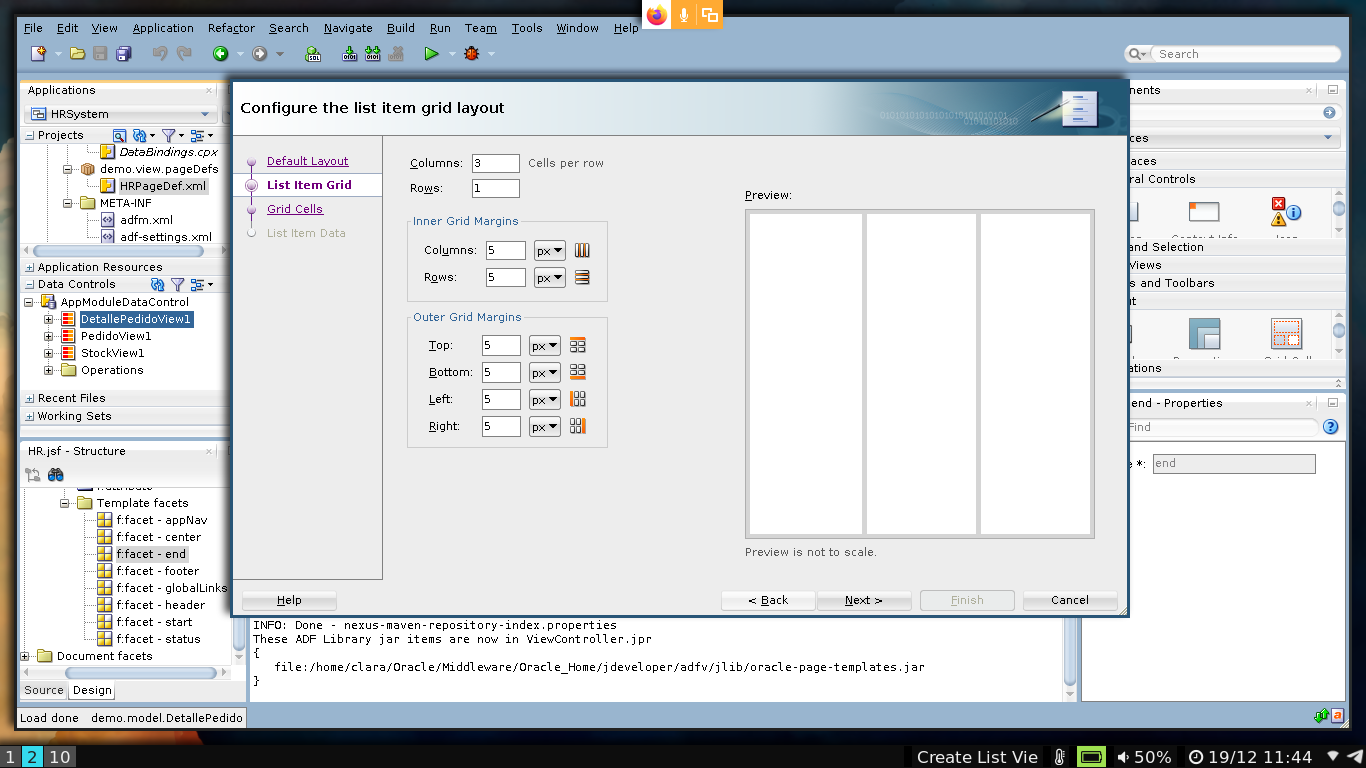 File Edit View Application Refactor Search Navigate Build Run Team Tools Window Help
Search
Applications
HRSystem
Projects
DataBindings.cpx
demo.view.pageDefs
HRPageDef.xml
META-INF
adfm.xml
adf-settings.xml
Application Resources
Data Controls
AppModuleDataControl
DetallePedidoView1
PedidoView1
StockView1
Operations
Recent Files
Working Sets
HR.jsf - Structure
Template facets
f:facet - appNav
f:facet - center
f:facet - end
f:facet - footer
f:facet - globalLinks
f:facet - header
f:facet - start
f:facet - status
Document facets
Source Design
Load done demo.model.DetallePedido
Configure the list item grid layout
Default Layout
List Item Grid
Grid Cells
List Item Data
Columns: 3 Cells per row
Rows: 1
Inner Grid Margins
Columns: 5 px
Rows: 5 px
Outer Grid Margins
Top: 5 px
Bottom: 5 px
Left: 5 px
Right: 5 px
Preview:
Preview is not to scale.
Help
< Back
Next >
Finish
Cancel
INFO: Done - nexus-maven-repository-index.properties
These ADF Library jar items are now in ViewController.jpr
{
file:/home/clara/Oracle/Middleware/Oracle_Home/jdeveloper/adfv/jlib/oracle-page-templates.jar
}
nents
ces
aces
ral Controls
and Selection
Views
s and Toolbars
ations
end - Properties
Find
*: end
1 2 10
Create List Vie
50%
19/12 11:44